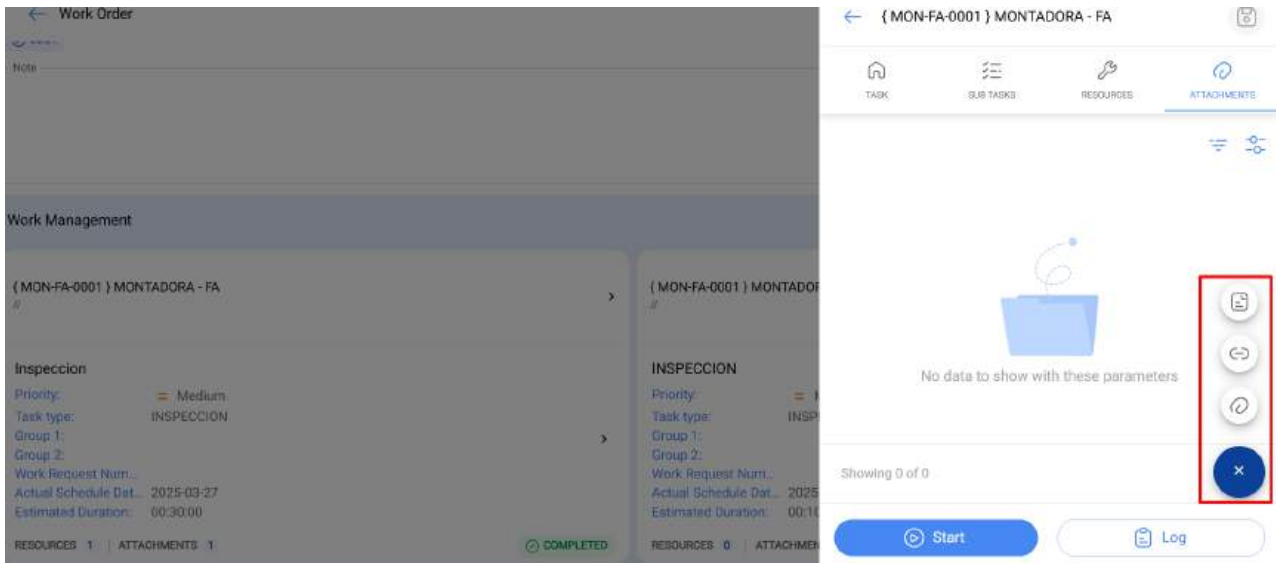 Work Order
Note
Work Management
{ MON-FA-0001 } MONTADORA - FA
//
Inspeccion
Priority: = Medium
Task type: INSPECCION
Group 1:
Group 2:
Work Request Num...
Actual Schedule Dat... 2025-03-27
Estimated Duration: 00:30:00
RESOURCES 1 ATTACHMENTS 1 COMPLETED
{ MON-FA-0001 } MONTADOR
//
INSPECCION
Priority:
Task type: INSP
Group 1:
Group 2:
Work Request Num...
Actual Schedule Dat... 2025
Estimated Duration: 00:10
RESOURCES 0 ATTACHMEN
{ MON-FA-0001 } MONTADORA - FA
TASK SUB TASKS RESOURCES ATTACHMENTS
No data to show with these parameters
Showing 0 of 0
Start Log